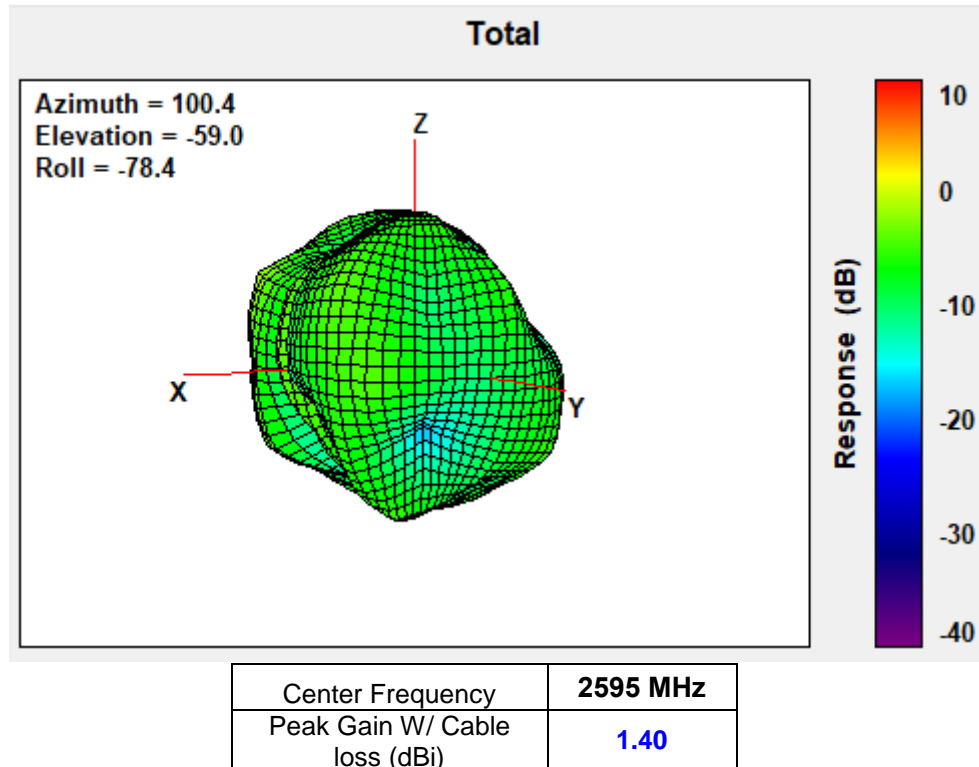 Total
Azimuth = 100.4
Elevation = -59.0
Roll = -78.4
Z
X
Y
10
0
-10
-20
-30
-40
Response (dB)
Center Frequency
2595 MHz
Peak Gain W/ Cable
loss (dBi)
1.40